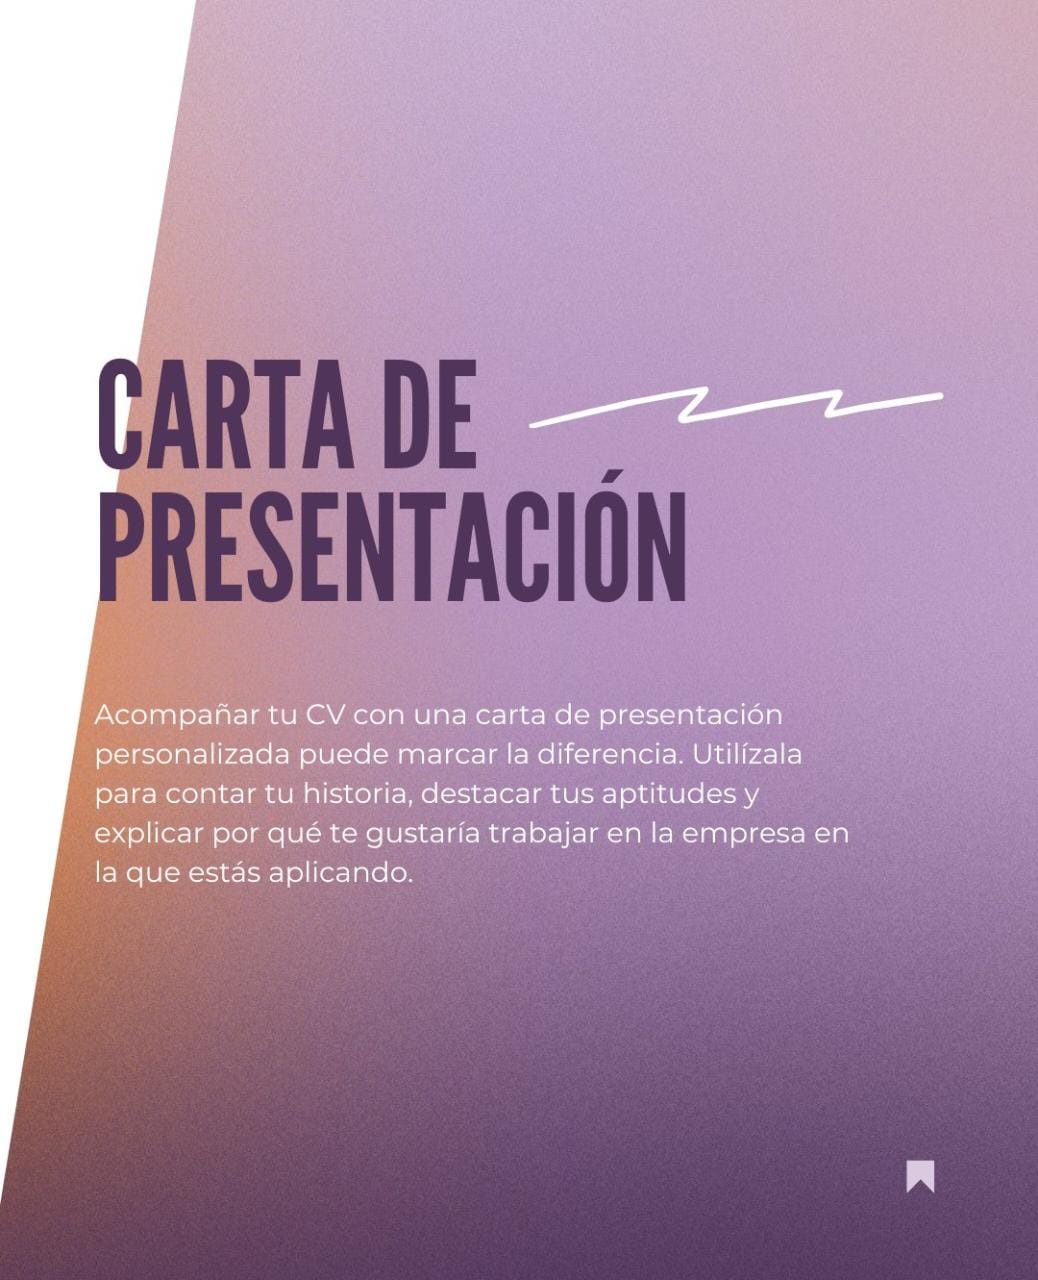 CARTA DE
PRESENTACIÓN
Acompañar tu CV con una carta de presentación
personalizada puede marcar la diferencia. Utilízala
para contar tu historia, destacar tus aptitudes y
explicar por qué te gustaría trabajar en la empresa en
la que estás aplicando.